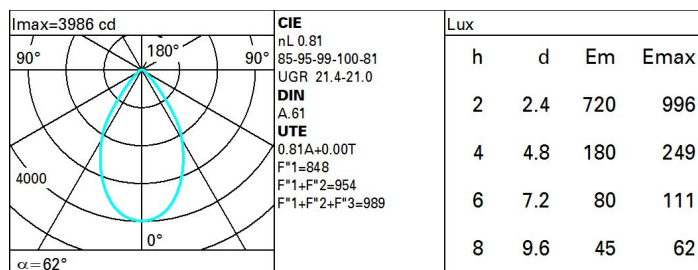 Imax=3986 cd
90°
180°
90°
4000
0°
α=62°
CIE
nL 0.81
85-95-99-100-81
UGR 21.4-21.0
DIN
A.61
UTE
0.81A+0.00T
F"1=848
F"1+F"2=954
F"1+F"2+F"3=989
Lux
h d Em Emax
2 2.4 720 996
4 4.8 180 249
6 7.2 80 111
8 9.6 45 62